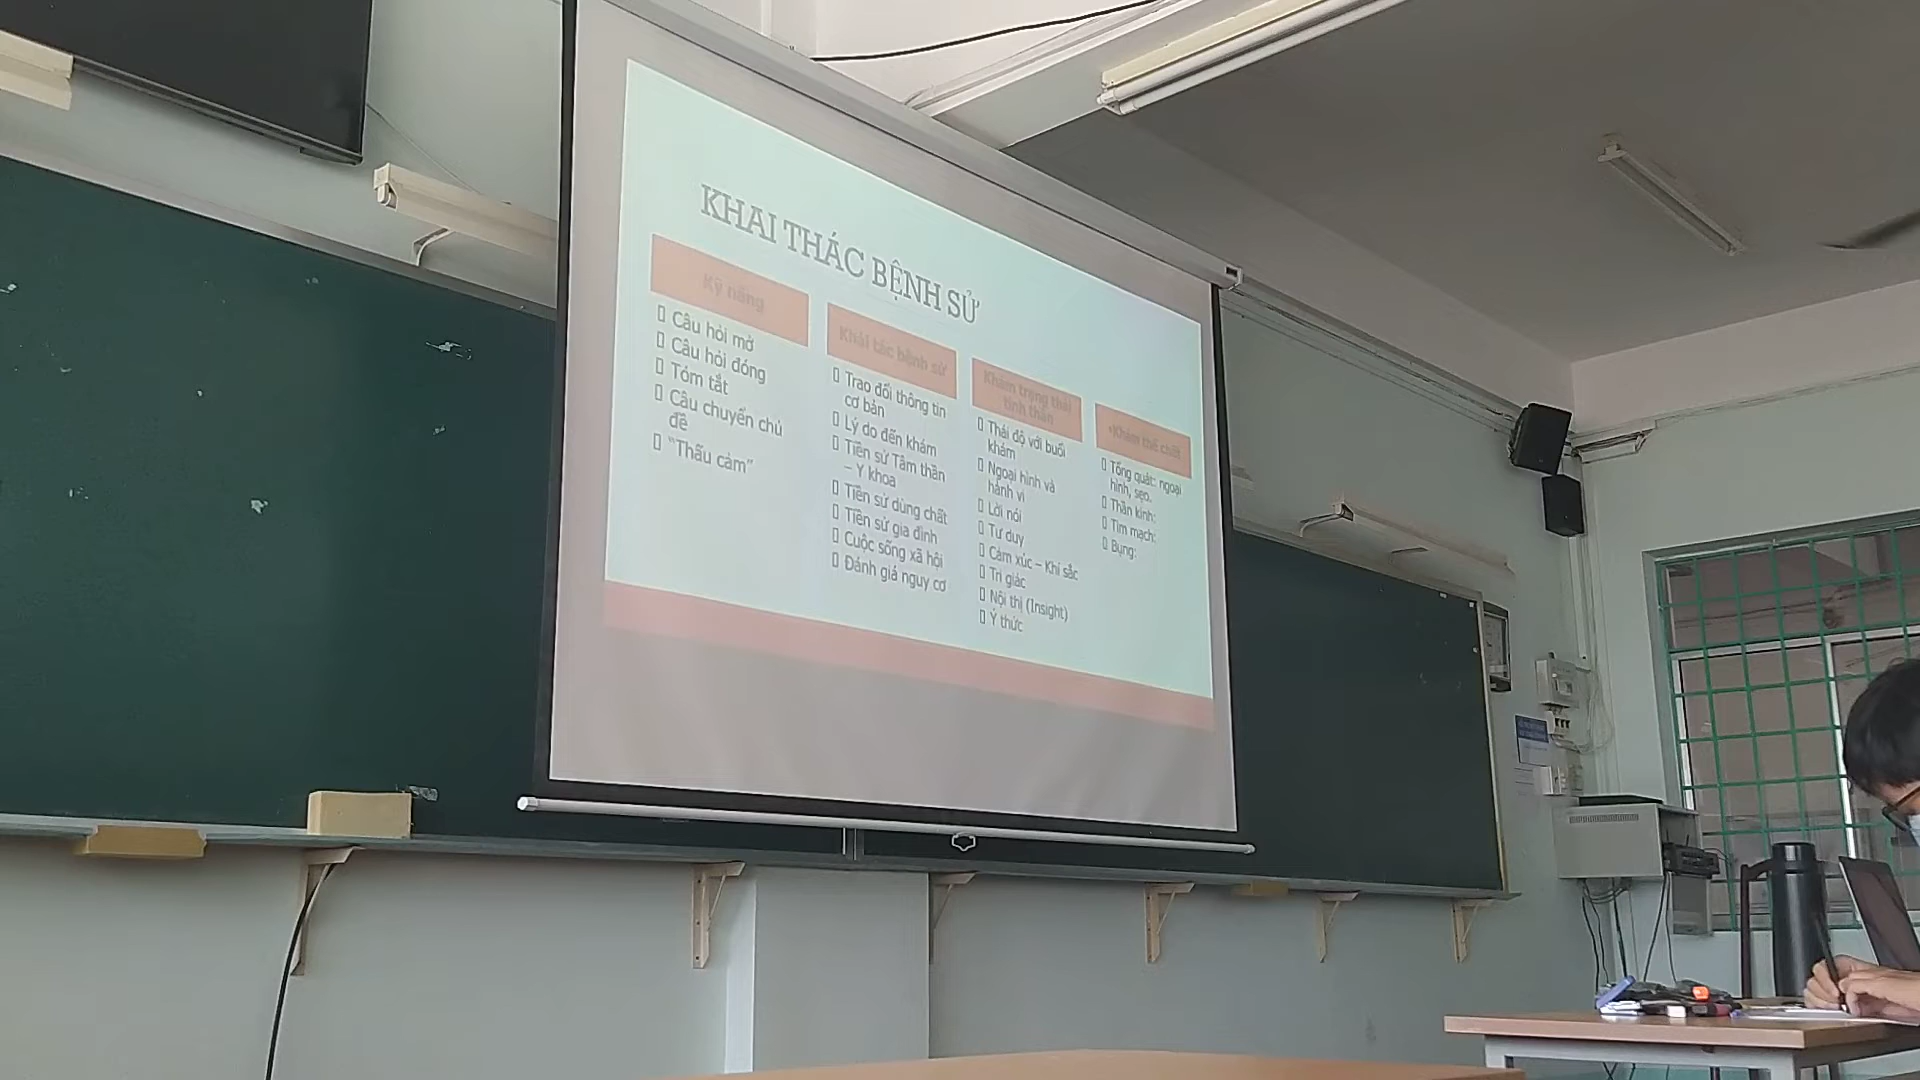 KHAI THÁC BỆNH SỬ
Kỹ năng
Câu hỏi mở
Câu hỏi đóng
Tóm tắt
Câu chuyển chủ
đề
"Thấu cảm"
Khai tác bệnh sử
Trao đổi thông tin
cơ bản
Lý do đến khám
Tiền sử Tâm thần
– Y khoa
Tiền sử dùng chất
Tiền sử gia đình
Cuộc sống xã hội
Đánh giá nguy cơ
Khám trạng thái
tinh thần
Thái độ với buổi
khám
Ngoại hình và
hành vi
Lời nói
Tư duy
Cảm xúc – Khí sắc
Tri giác
Nội thị (Insight)
Ý thức
•Khám thể chất
Tổng quát: ngoại
hình, sẹo.
Thần kinh:
Tim mạch:
Bụng: